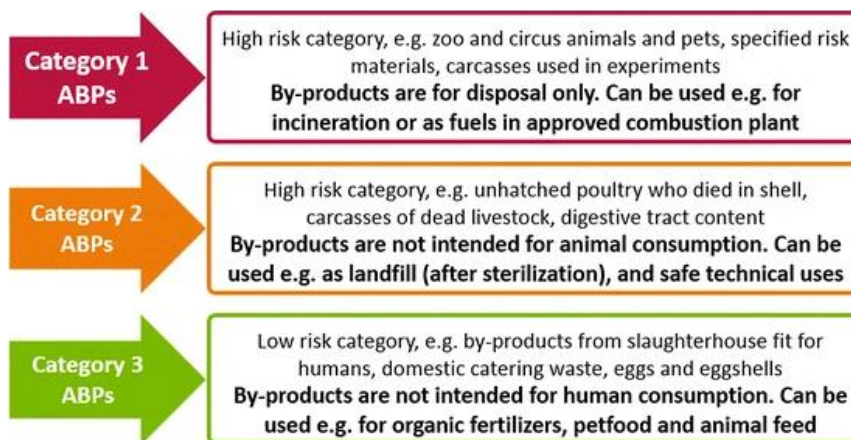 Category 1
ABPs
High risk category, e.g. zoo and circus animals and pets, specified risk
materials, carcasses used in experiments
By-products are for disposal only. Can be used e.g. for
incineration or as fuels in approved combustion plant
Category 2
ABPs
High risk category, e.g. unhatched poultry who died in shell,
carcasses of dead livestock, digestive tract content
By-products are not intended for animal consumption. Can be
used e.g. as landfill (after sterilization), and safe technical uses
Category 3
ABPs
Low risk category, e.g. by-products from slaughterhouse fit for
humans, domestic catering waste, eggs and eggshells
By-products are not intended for human consumption. Can be
used e.g. for organic fertilizers, petfood and animal feed